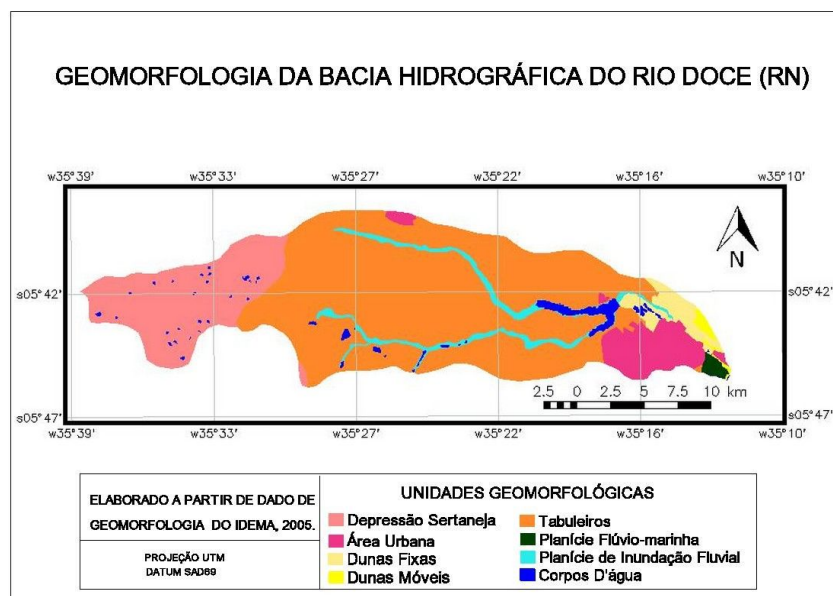 GEOMORFOLOGIA DA BACIA HIDROGRÁFICA DO RIO DOCE (RN)
w35°39' w35°33' w35°27' w35°22' w35°16' w35°10'
N
s05°42' s05°42'
2.5 0 2.5 5 7.5 10 km
s05°47' s05°47'
w35°39' w35°33' w35°27' w35°22' w35°16' w35°10'
ELABORADO A PARTIR DE DADO DE
GEOMORFOLOGIA DO IDEMA, 2005.
PROJEÇÃO UTM
DATUM SAD69
UNIDADES GEOMORFOLÓGICAS
Depressão Sertaneja
Área Urbana
Dunas Fixas
Dunas Móveis
Tabuleiros
Planície Flúvio-marinha
Planície de Inundação Fluvial
Corpos D'água